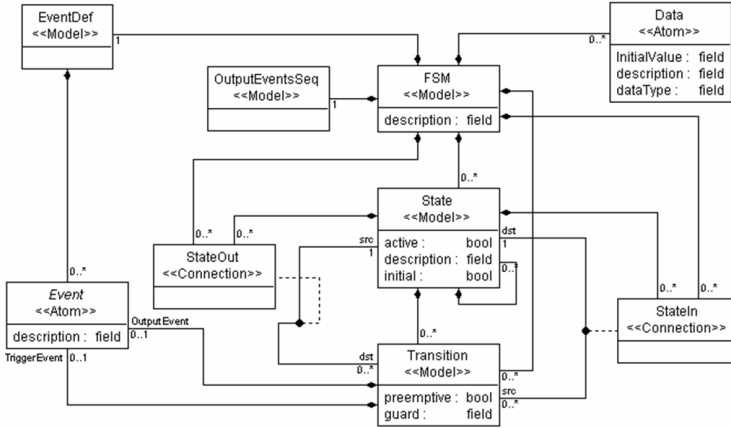 EventDef
<<Model>>
1
Data
<<Atom>>
InitialValue : field
description : field
dataType : field
0..*
OutputEventsSeq
<<Model>>
1
FSM
<<Model>>
description : field
0..*
State
<<Model>>
active : bool
description : field
initial : bool
src
1
dst
1
0..*
0..*
0..*
StateOut
<<Connection>>
0..*
0..*
StateIn
<<Connection>>
0..*
Event
<<Atom>>
description : field
OutputEvent
0..1
TriggerEvent
0..1
0..*
dst
0..*
Transition
<<Model>>
preemptive : bool
guard : field
0..*
src
0..*